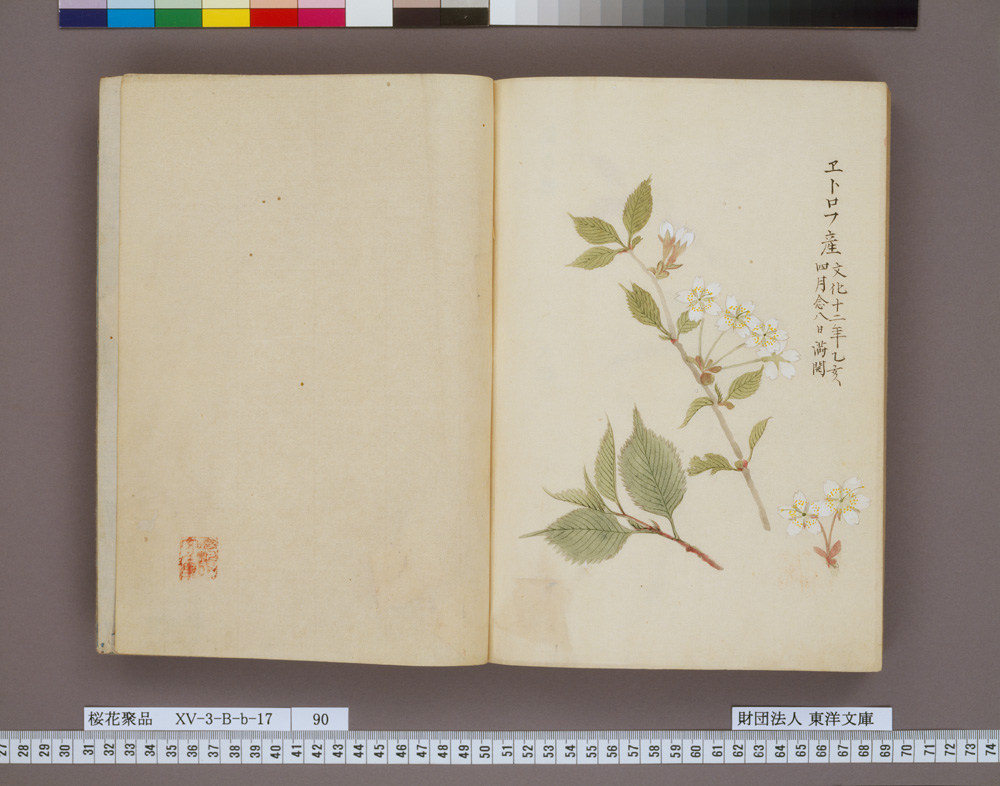 ヱトロフ産
文化十二年乙亥
四月念八日満開
桜花聚品 XV-3-B-b-17 90
財団法人 東洋文庫
27 28 29 30 31 32 33 34 35 36 37 38 39 40 41 42 43 44 45 46 47 48 49 50 51 52 53 54 55 56 57 58 59 60 61 62 63 64 65 66 67 68 69 70 71 72 73 74